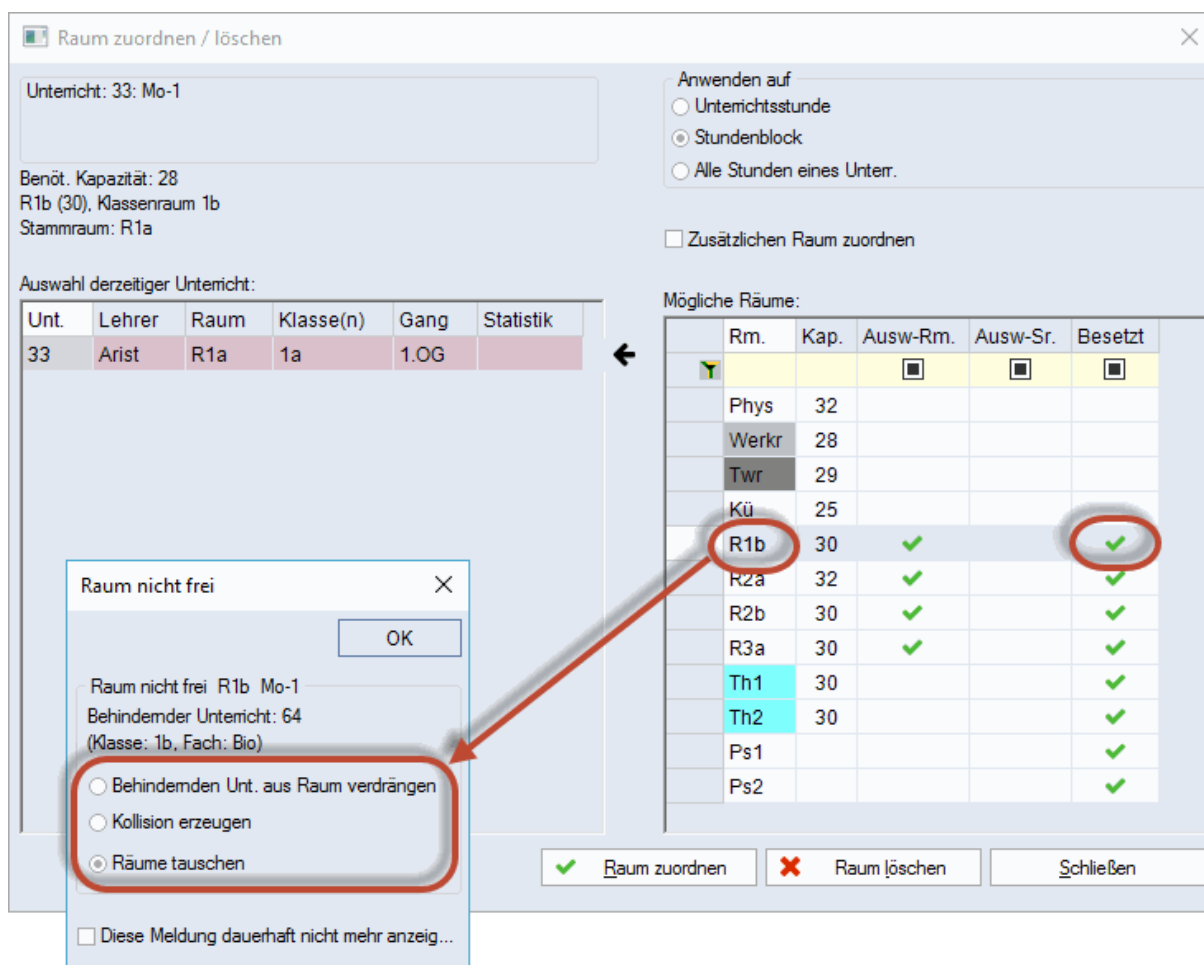 Raum zuordnen / löschen
Unterricht: 33: Mo-1
Benöt. Kapazität: 28
R1b (30), Klassenraum 1b
Stammraum: R1a
Anwenden auf
Unterrichtsstunde
Stundenblock
Alle Stunden eines Unterr.
Zusätzlichen Raum zuordnen
Auswahl derzeitiger Unterricht:
Unt. Lehrer Raum Klasse(n) Gang Statistik
33 Arist R1a 1a 1.OG
Mögliche Räume:
Rm. Kap. Ausw-Rm. Ausw-Sr. Besetzt
Phys 32
Werkr 28
Twr 29
Kü 25
R1b 30
R2a 32
R2b 30
R3a 30
Th1 30
Th2 30
Ps1
Ps2
Raum nicht frei
OK
Raum nicht frei R1b Mo-1
Behindernder Unterricht: 64
(Klasse: 1b, Fach: Bio)
Behindernden Unt. aus Raum verdrängen
Kollision erzeugen
Räume tauschen
Diese Meldung dauerhaft nicht mehr anzeig...
Raum zuordnen Raum löschen Schließen